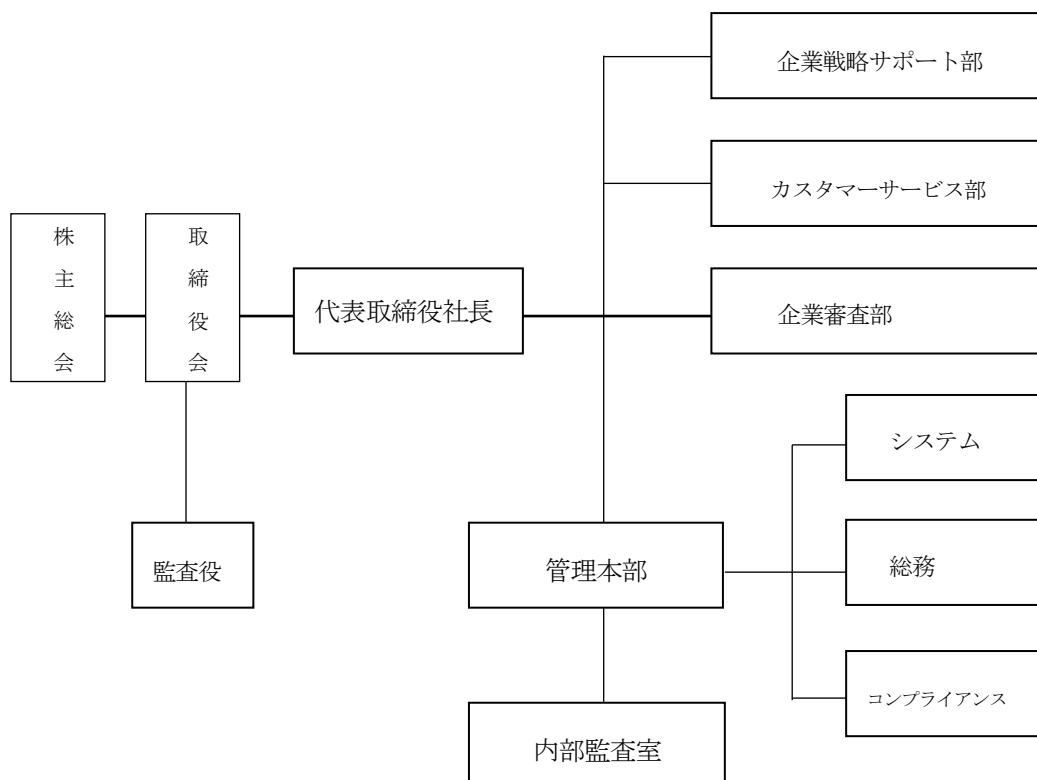 企業戦略サポート部
カスタマーサービス部
株主総会
取締役会
代表取締役社長
企業審査部
システム
監査役
管理本部
総務
コンプライアンス
内部監査室